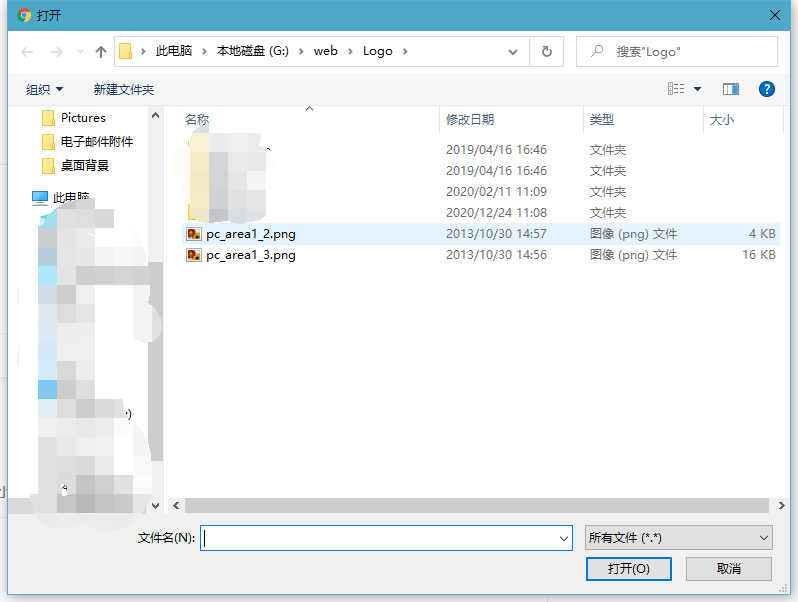 打开
此电脑 › 本地磁盘 (G:) › web › Logo ›
搜索"Logo"
组织 新建文件夹
Pictures
电子邮件附件
桌面背景
此电脑
名称 修改日期 类型 大小
2019/04/16 16:46 文件夹
2019/04/16 16:46 文件夹
2020/02/11 11:09 文件夹
2020/12/24 11:08 文件夹
pc_area1_2.png 2013/10/30 14:57 图像 (png) 文件 4 KB
pc_area1_3.png 2013/10/30 14:56 图像 (png) 文件 16 KB
文件名(N): 所有文件 (*.*)
打开(O) 取消